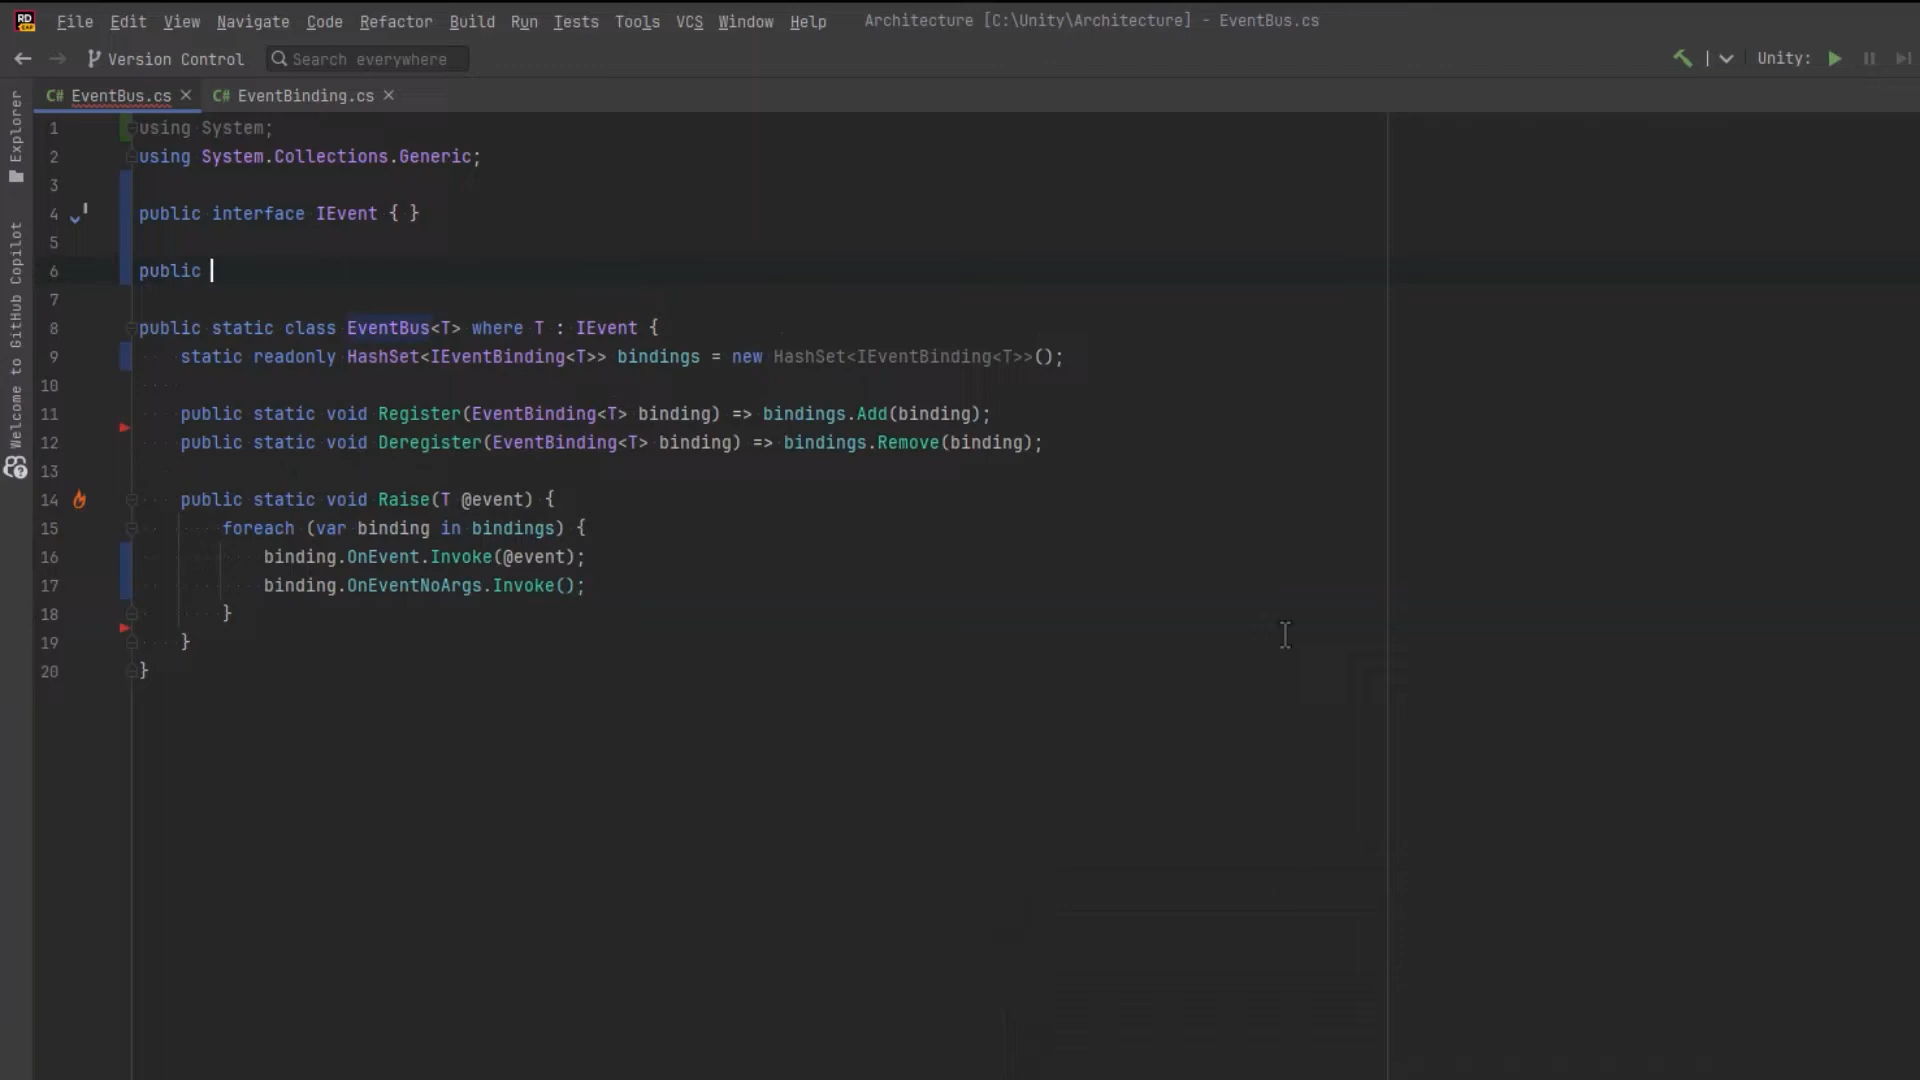 RD
EAP
File Edit View Navigate Code Refactor Build Run Tests Tools VCS Window Help Architecture [C:\Unity\Architecture] - EventBus.cs
Version Control Search everywhere Unity:
C# EventBus.cs C# EventBinding.cs
Explorer
Welcome to GitHub Copilot
1 using System;
2 using System.Collections.Generic;
3
4 public interface IEvent { }
5
6 public
7
8 public static class EventBus<T> where T : IEvent {
9 static readonly HashSet<IEventBinding<T>> bindings = new HashSet<IEventBinding<T>>();
10
11 public static void Register(EventBinding<T> binding) => bindings.Add(binding);
12 public static void Deregister(EventBinding<T> binding) => bindings.Remove(binding);
13
14 public static void Raise(T @event) {
15 foreach (var binding in bindings) {
16 binding.OnEvent.Invoke(@event);
17 binding.OnEventNoArgs.Invoke();
18 }
19 }
20 }